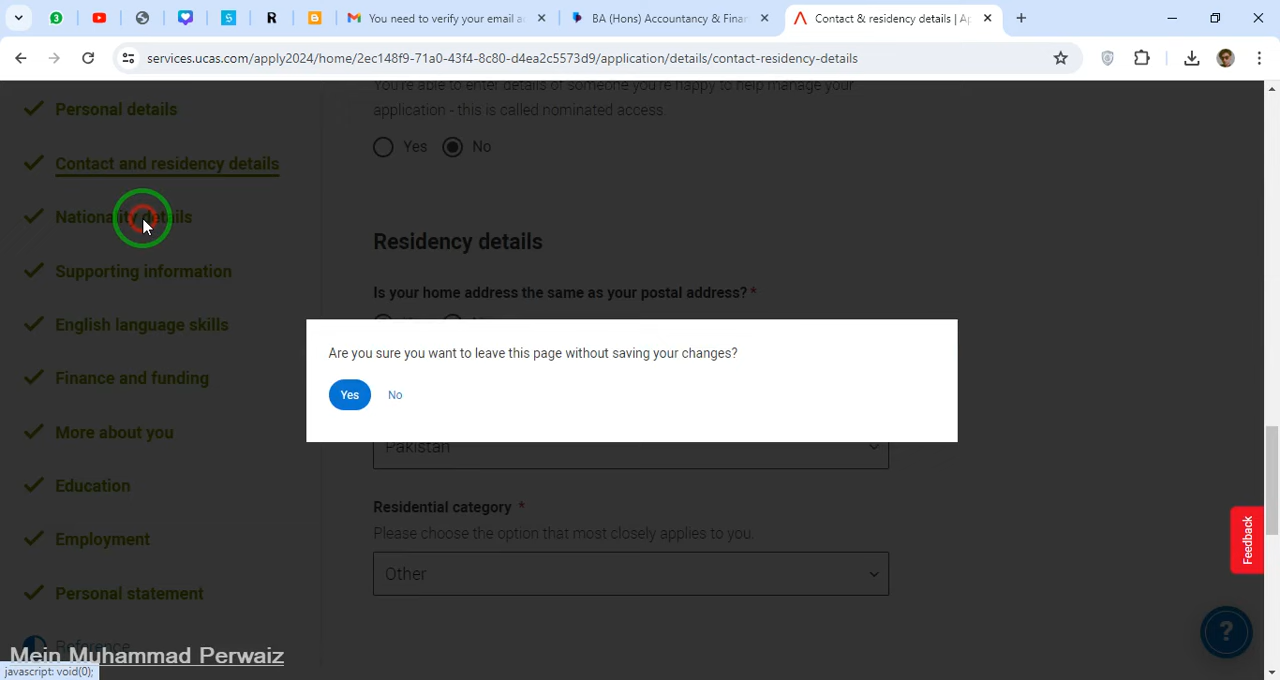 You need to verify your email a
BA (Hons) Accountancy & Finan
Contact & residency details | Ap
services.ucas.com/apply2024/home/2ec148f9-71a0-43f4-8c80-d4ea2c5573d9/application/details/contact-residency-details
Personal details
Contact and residency details
Nationality details
Supporting information
English language skills
Finance and funding
More about you
Education
Employment
Personal statement
Reference
You're able to enter details of someone you're happy to help manage your
application - this is called nominated access.
Yes No
Residency details
Is your home address the same as your postal address? *
Are you sure you want to leave this page without saving your changes?
Yes No
Pakistan
Residential category *
Please choose the option that most closely applies to you.
Other
Feedback
?
Mein Muhammad Perwaiz
javascript: void(0);